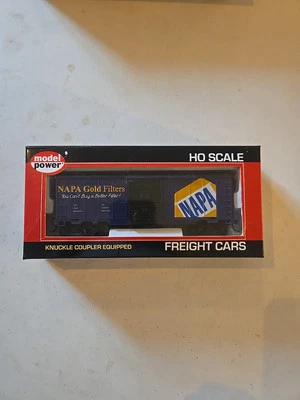 model
power
HO SCALE
NAPA Gold Filters
You Can't Buy a Better Filter!
NAPA
KNUCKLE COUPLER EQUIPPED
FREIGHT CARS